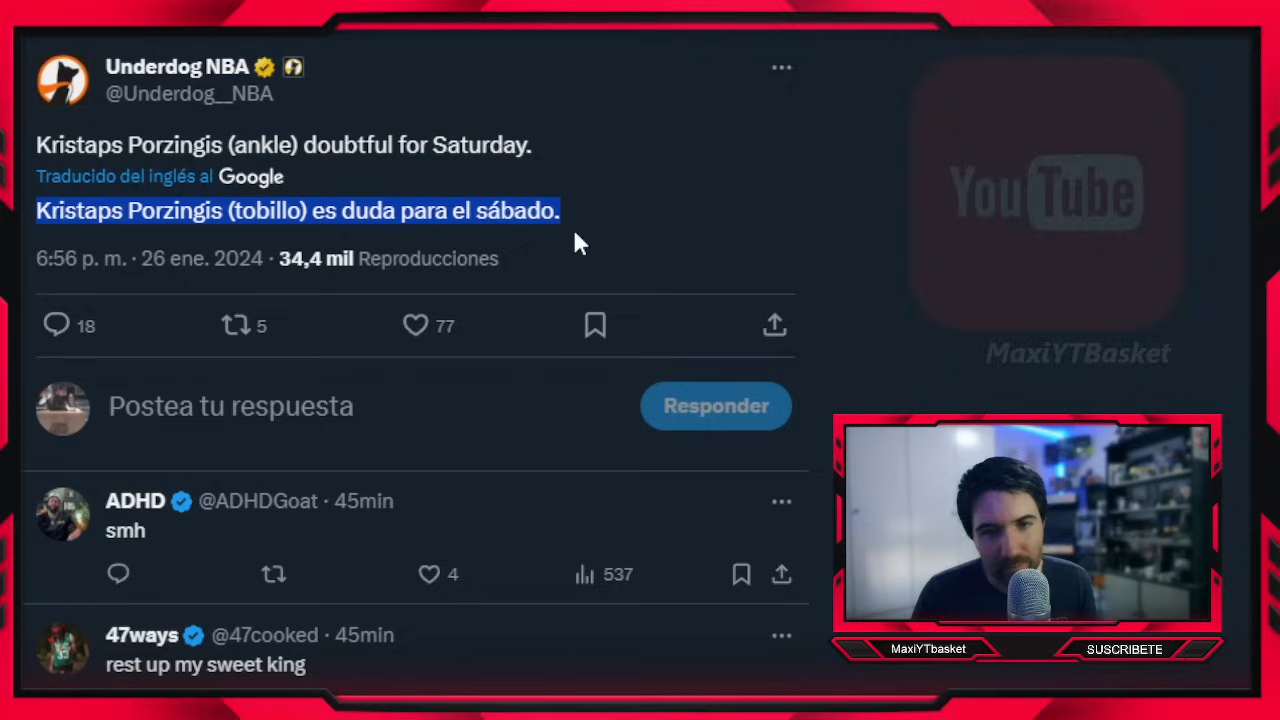 Underdog NBA
@Underdog__NBA
Kristaps Porzingis (ankle) doubtful for Saturday.
Traducido del inglés al Google
Kristaps Porzingis (tobillo) es duda para el sábado.
6:56 p. m. · 26 ene. 2024 · 34,4 mil Reproducciones
18 5 77
Postea tu respuesta
Responder
ADHD @ADHDGoat · 45min
smh
4 537
47ways @47cooked · 45min
rest up my sweet king
YouTube
MaxiYTBasket
MaxiYTbasket
SUSCRIBETE